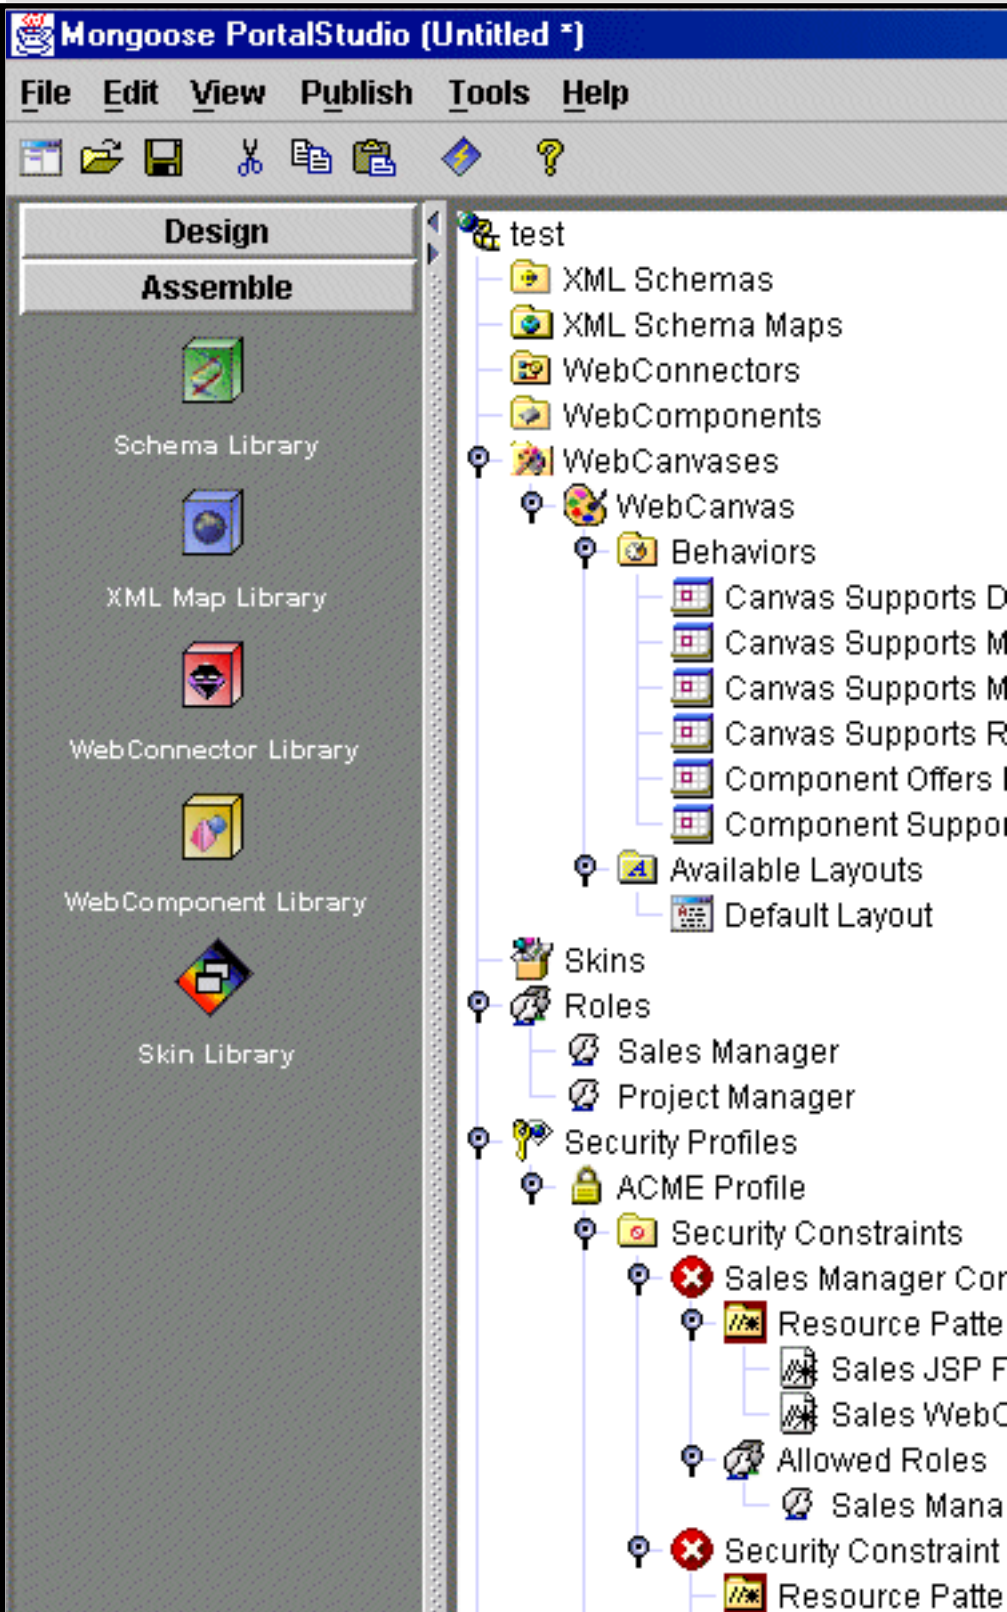 Mongoose PortalStudio (Untitled *)
File Edit View Publish Tools Help
Design
Assemble
Schema Library
XML Map Library
WebConnector Library
WebComponent Library
Skin Library
test
XML Schemas
XML Schema Maps
WebConnectors
WebComponents
WebCanvases
WebCanvas
Behaviors
Canvas Supports D
Canvas Supports M
Canvas Supports M
Canvas Supports R
Component Offers
Component Suppor
Available Layouts
Default Layout
Skins
Roles
Sales Manager
Project Manager
Security Profiles
ACME Profile
Security Constraints
Sales Manager Con
Resource Patte
Sales JSP F
Sales WebC
Allowed Roles
Sales Mana
Security Constraint
Resource Patte